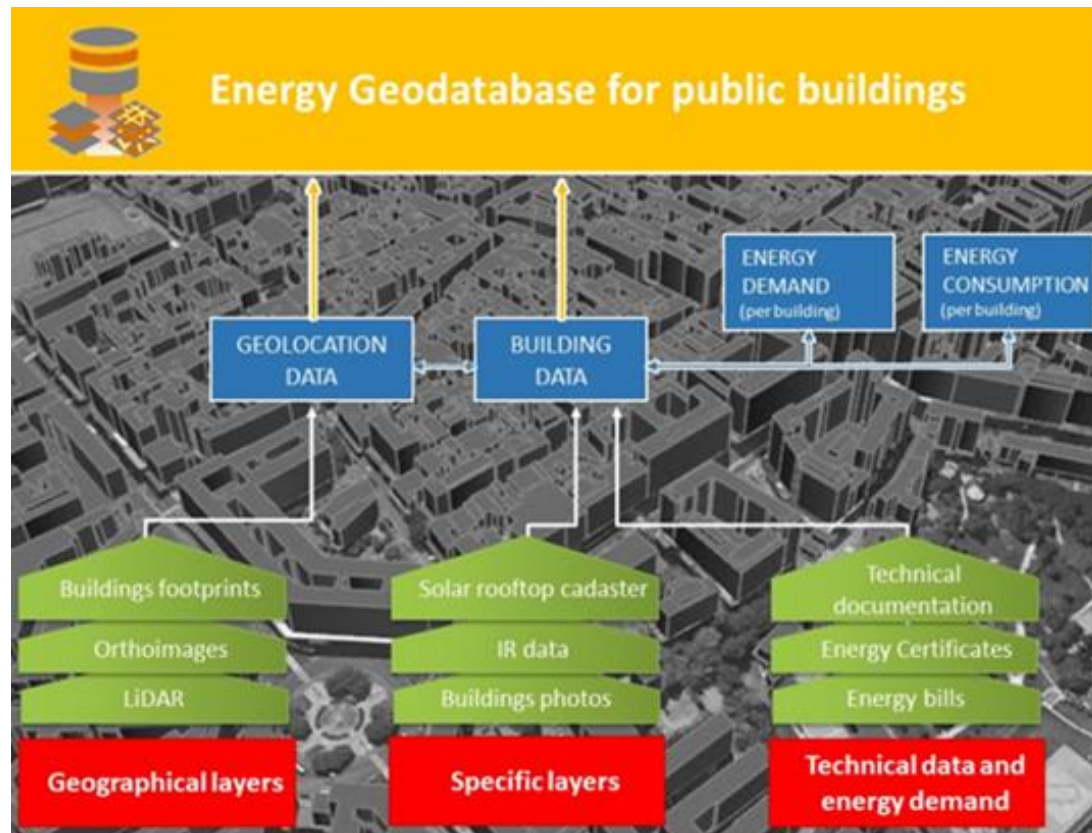 Energy Geodatabase for public buildings
ENERGY
DEMAND
(per building)
ENERGY
CONSUMPTION
(per building)
GEOLOCATION
DATA
BUILDING
DATA
Buildings footprints
Orthoimages
LiDAR
Geographical layers
Solar rooftop cadaster
IR data
Buildings photos
Specific layers
Technical
documentation
Energy Certificates
Energy bills
Technical data and
energy demand